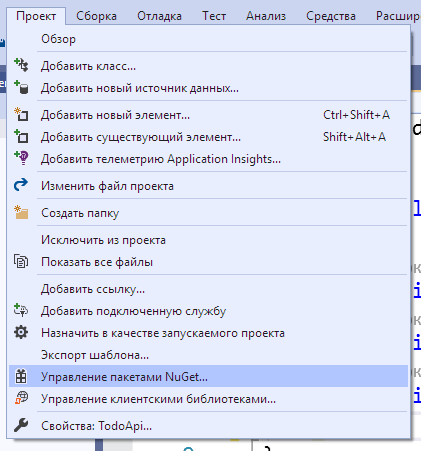 Проект Сборка Отладка Тест Анализ Средства Расшир
Обзор
Добавить класс...
Добавить новый источник данных...
Добавить новый элемент... Ctrl+Shift+A
Добавить существующий элемент... Shift+Alt+A
Добавить телеметрию Application Insights...
Изменить файл проекта
Создать папку
Исключить из проекта
Показать все файлы
Добавить ссылку...
Добавить подключенную службу
Назначить в качестве запускаемого проекта
Экспорт шаблона...
Управление пакетами NuGet...
Управление клиентскими библиотеками...
Свойства: TodoApi...